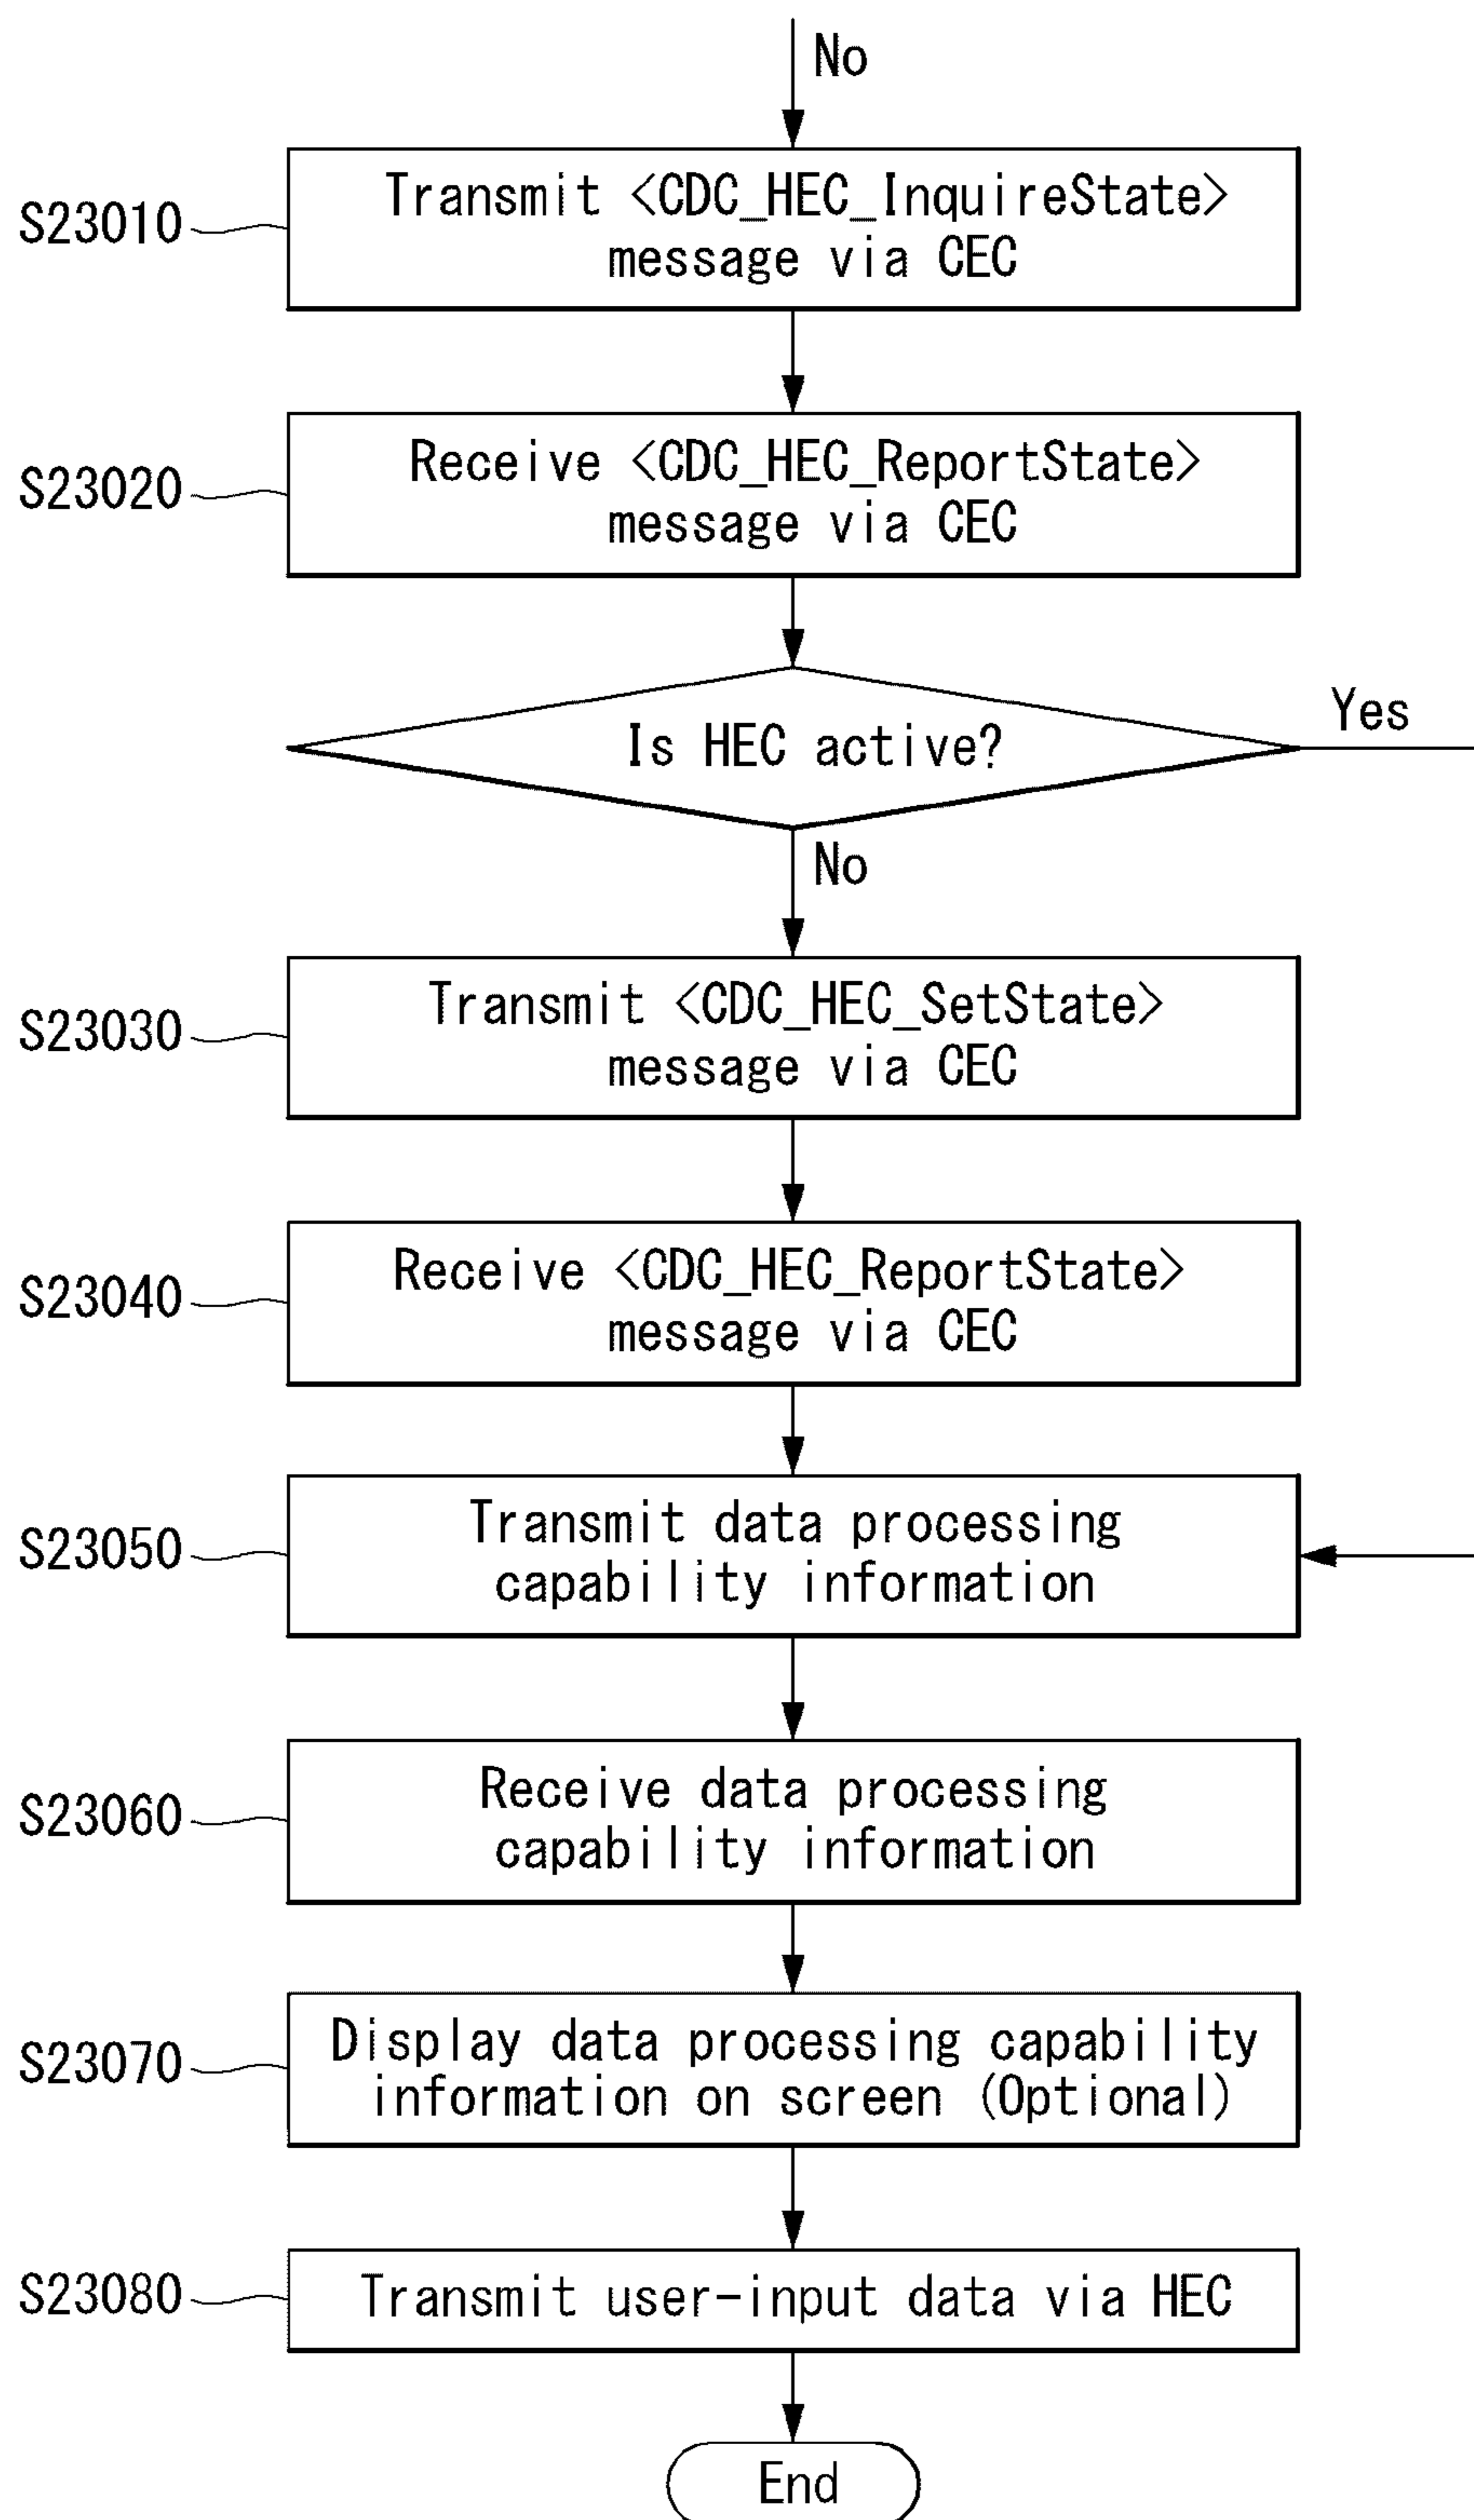 No
S23010
Transmit <CDC_HEC_InquireState>
message via CEC
S23020
Receive <CDC_HEC_ReportState>
message via CEC
Is HEC active?
Yes
No
S23030
Transmit <CDC_HEC_SetState>
message via CEC
S23040
Receive <CDC_HEC_ReportState>
message via CEC
S23050
Transmit data processing
capability information
S23060
Receive data processing
capability information
S23070
Display data processing capability
information on screen (Optional)
S23080
Transmit user-input data via HEC
End